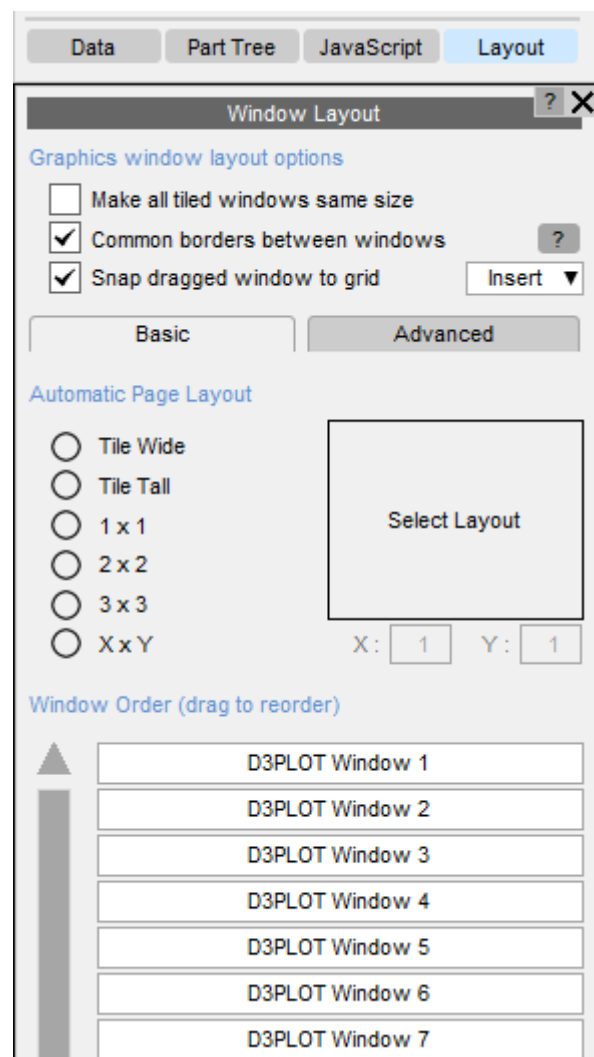 Data Part Tree JavaScript Layout
Window Layout ?
Graphics window layout options
Make all tiled windows same size
Common borders between windows ?
Snap dragged window to grid Insert
Basic Advanced
Automatic Page Layout
Tile Wide
Tile Tall
1 x 1
2 x 2
3 x 3
X x Y
Select Layout
X : 1 Y : 1
Window Order (drag to reorder)
D3PLOT Window 1
D3PLOT Window 2
D3PLOT Window 3
D3PLOT Window 4
D3PLOT Window 5
D3PLOT Window 6
D3PLOT Window 7